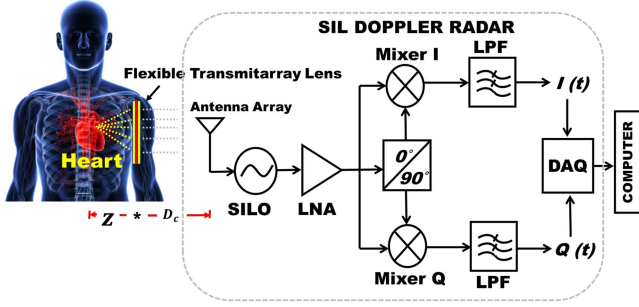 SIL DOPPLER RADAR
Mixer I
LPF
Flexible Transmitarray Lens
Antenna Array
I (t)
Heart
0°
90°
DAQ
COMPUTER
SILO
LNA
Z - * - D_c
Mixer Q
LPF
Q (t)